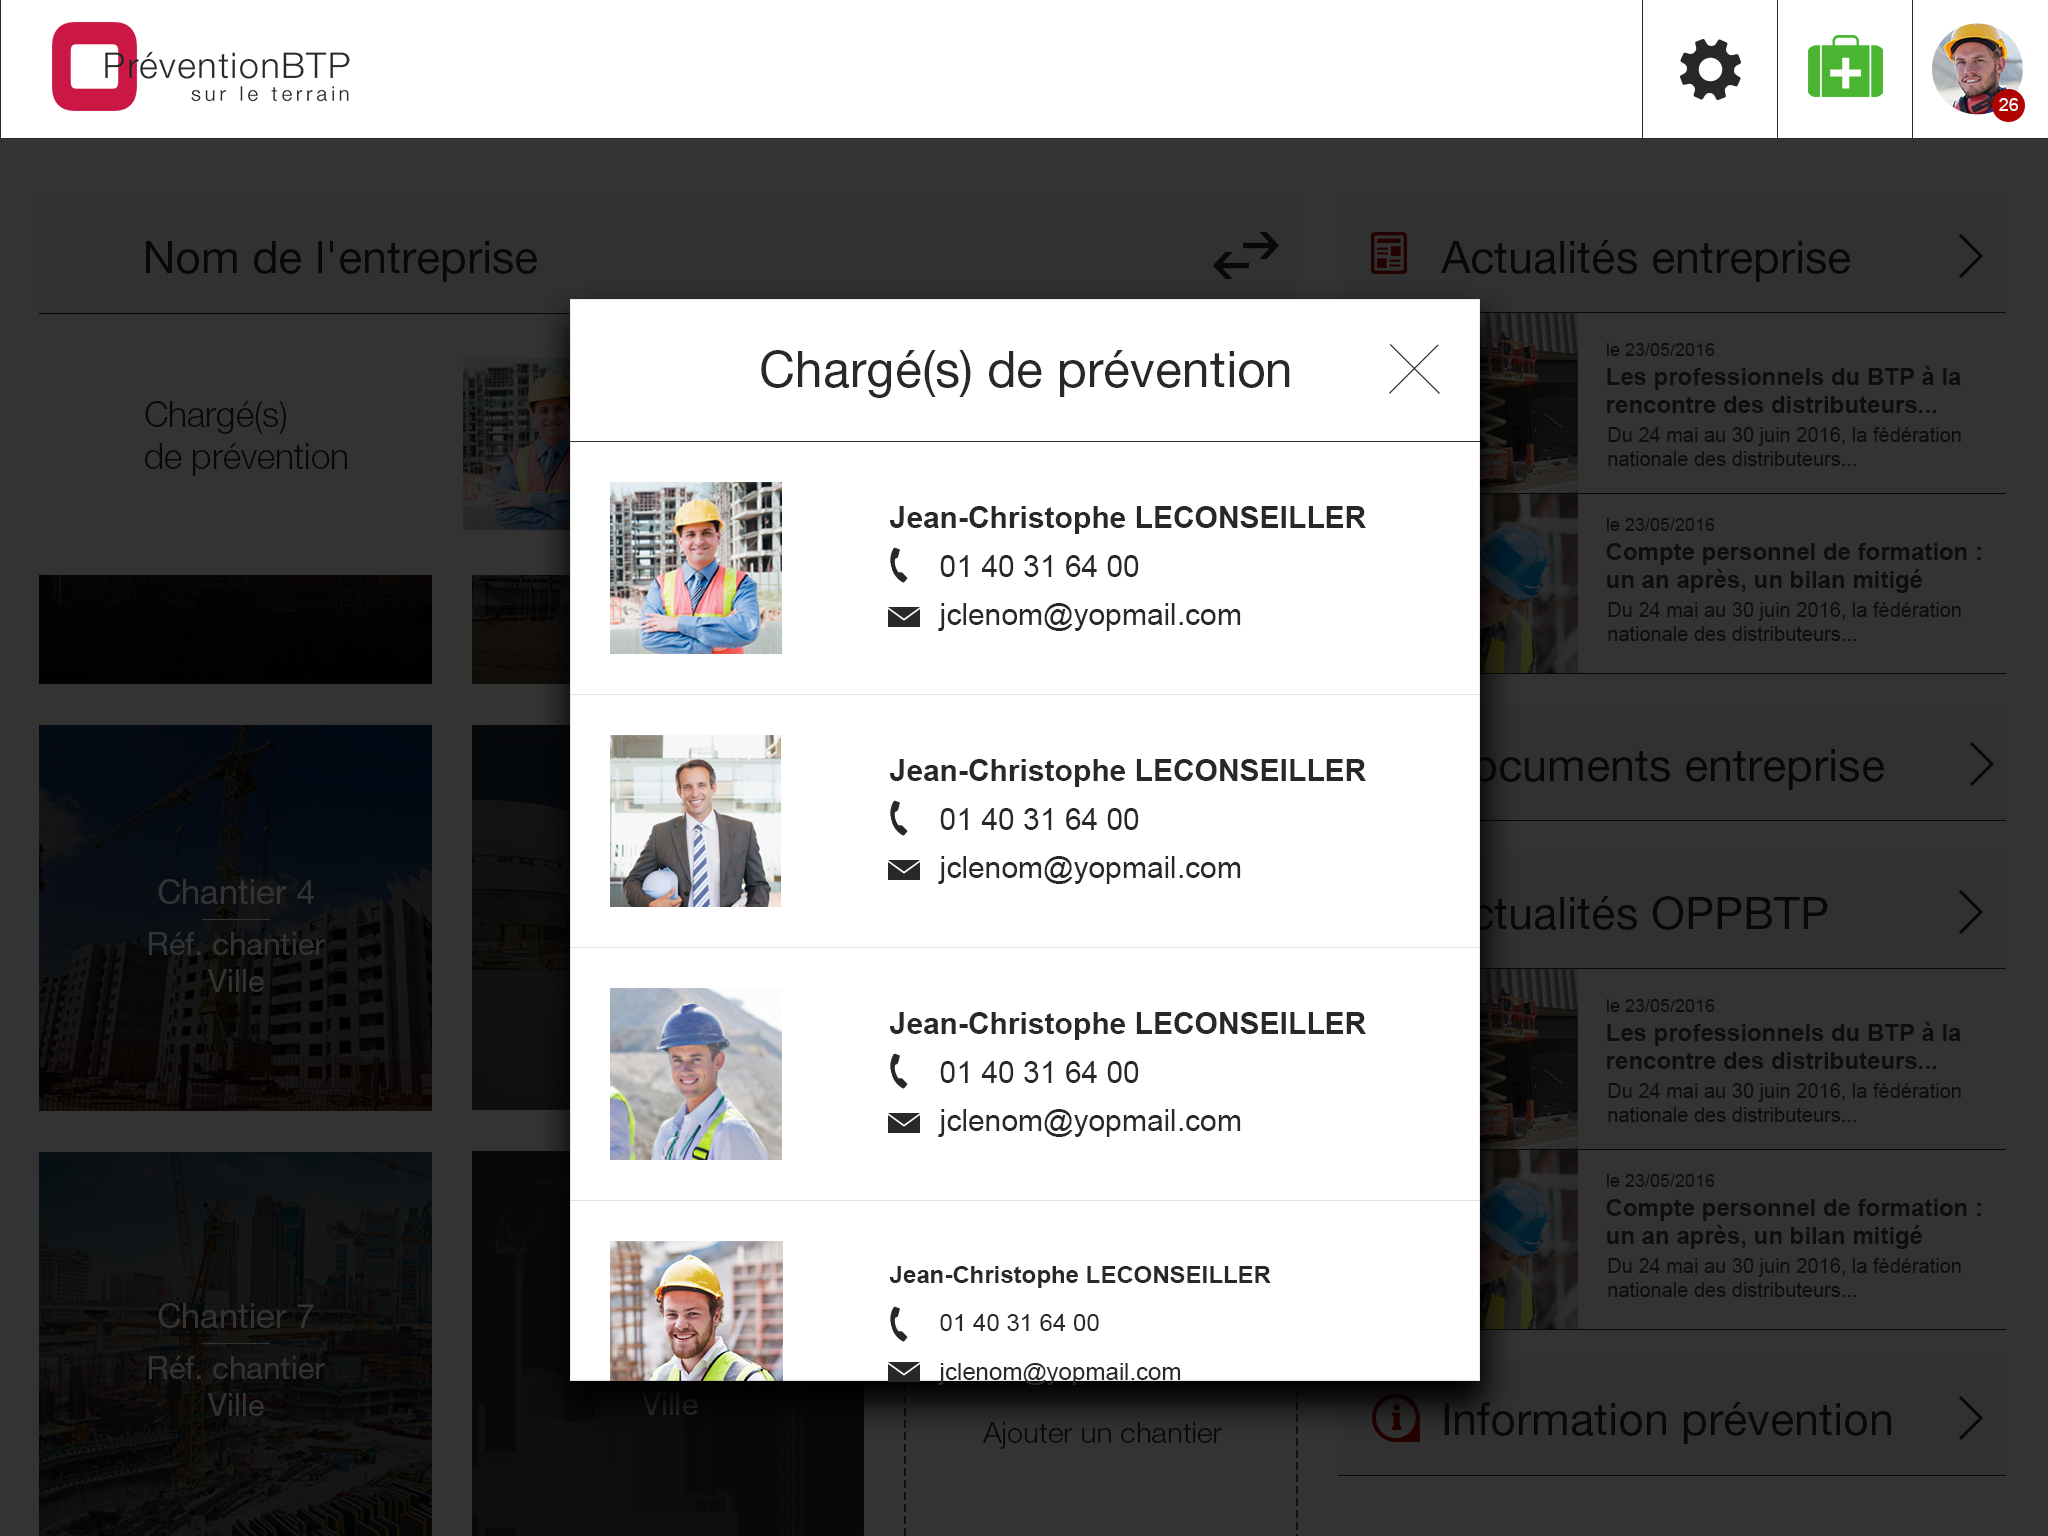 PréventionBTP
sur le terrain
26
Nom de l'entreprise
Chargé(s)
de prévention
Chantier 4
Réf. chantier
Ville
Chantier 7
Réf. chantier
Ville
Ville
Ajouter un chantier
Chargé(s) de prévention
Jean-Christophe LECONSEILLER
01 40 31 64 00
jclenom@yopmail.com
Jean-Christophe LECONSEILLER
01 40 31 64 00
jclenom@yopmail.com
Jean-Christophe LECONSEILLER
01 40 31 64 00
jclenom@yopmail.com
Jean-Christophe LECONSEILLER
01 40 31 64 00
jclenom@yopmail.com
Actualités entreprise
le 23/05/2016
Les professionnels du BTP à la
rencontre des distributeurs...
Du 24 mai au 30 juin 2016, la fédération
nationale des distributeurs...
le 23/05/2016
Compte personnel de formation :
un an après, un bilan mitigé
Du 24 mai au 30 juin 2016, la fédération
nationale des distributeurs...
ocuments entreprise
ctualités OPPBTP
le 23/05/2016
Les professionnels du BTP à la
rencontre des distributeurs...
Du 24 mai au 30 juin 2016, la fédération
nationale des distributeurs...
le 23/05/2016
Compte personnel de formation :
un an après, un bilan mitigé
Du 24 mai au 30 juin 2016, la fédération
nationale des distributeurs...
Information prévention